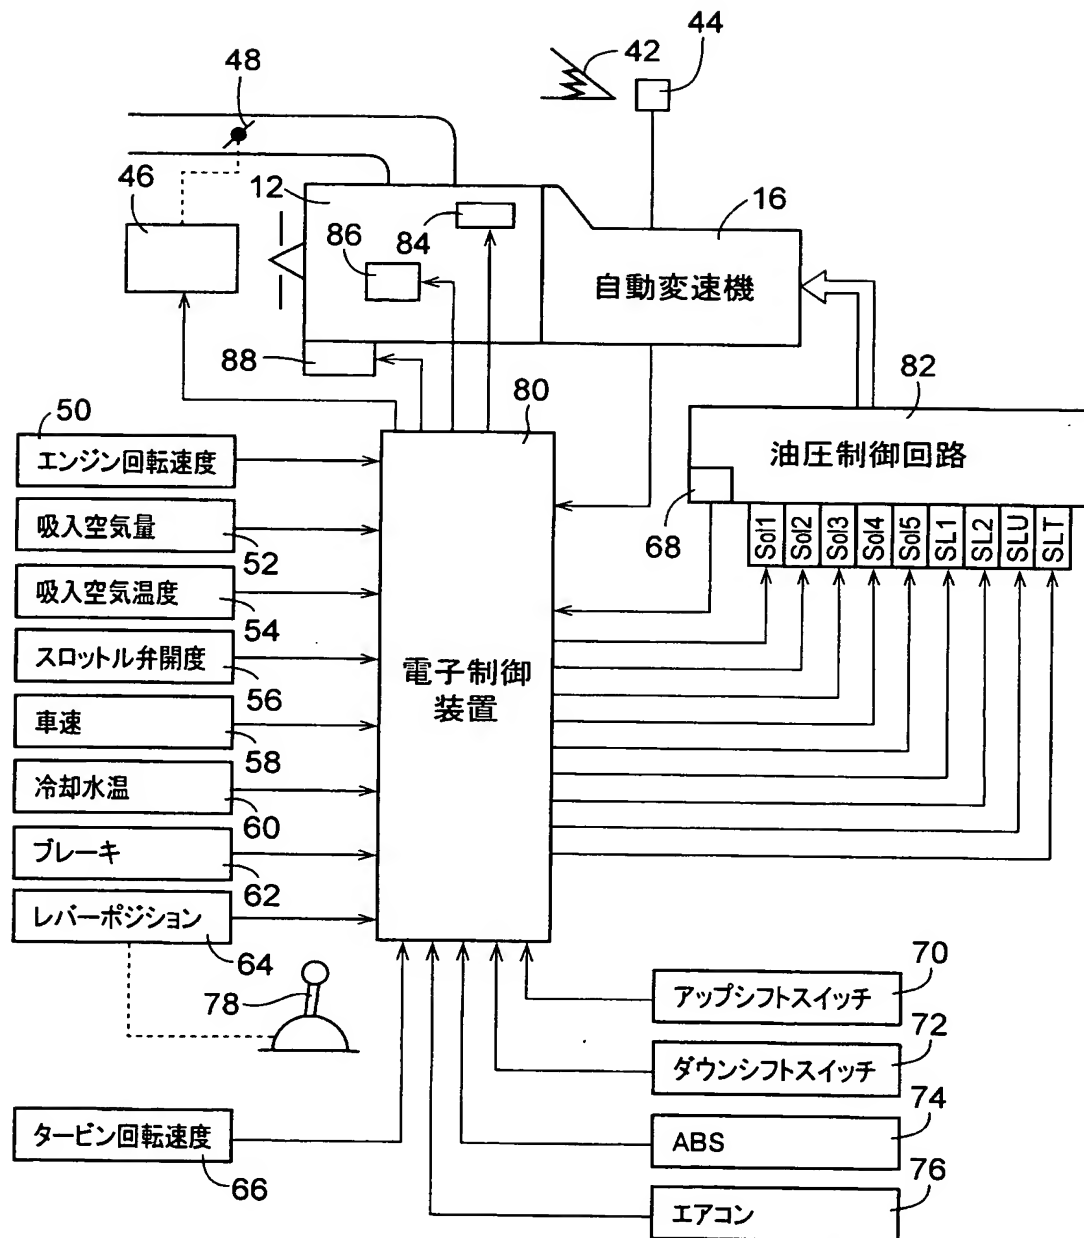 42
44
48
46
12
84
86
16
自動変速機
88
80
82
油圧制御回路
68
Sol1
Sol2
Sol3
Sol4
Sol5
SL1
SL2
SLU
SLT
50
エンジン回転速度
吸入空気量
52
吸入空気温度
54
スロットル弁開度
56
車速
58
冷却水温
60
ブレーキ
62
レバーポジション
64
78
電子制御
装置
タービン回転速度
66
70
アップシフトスイッチ
72
ダウンシフトスイッチ
74
ABS
76
エアコン